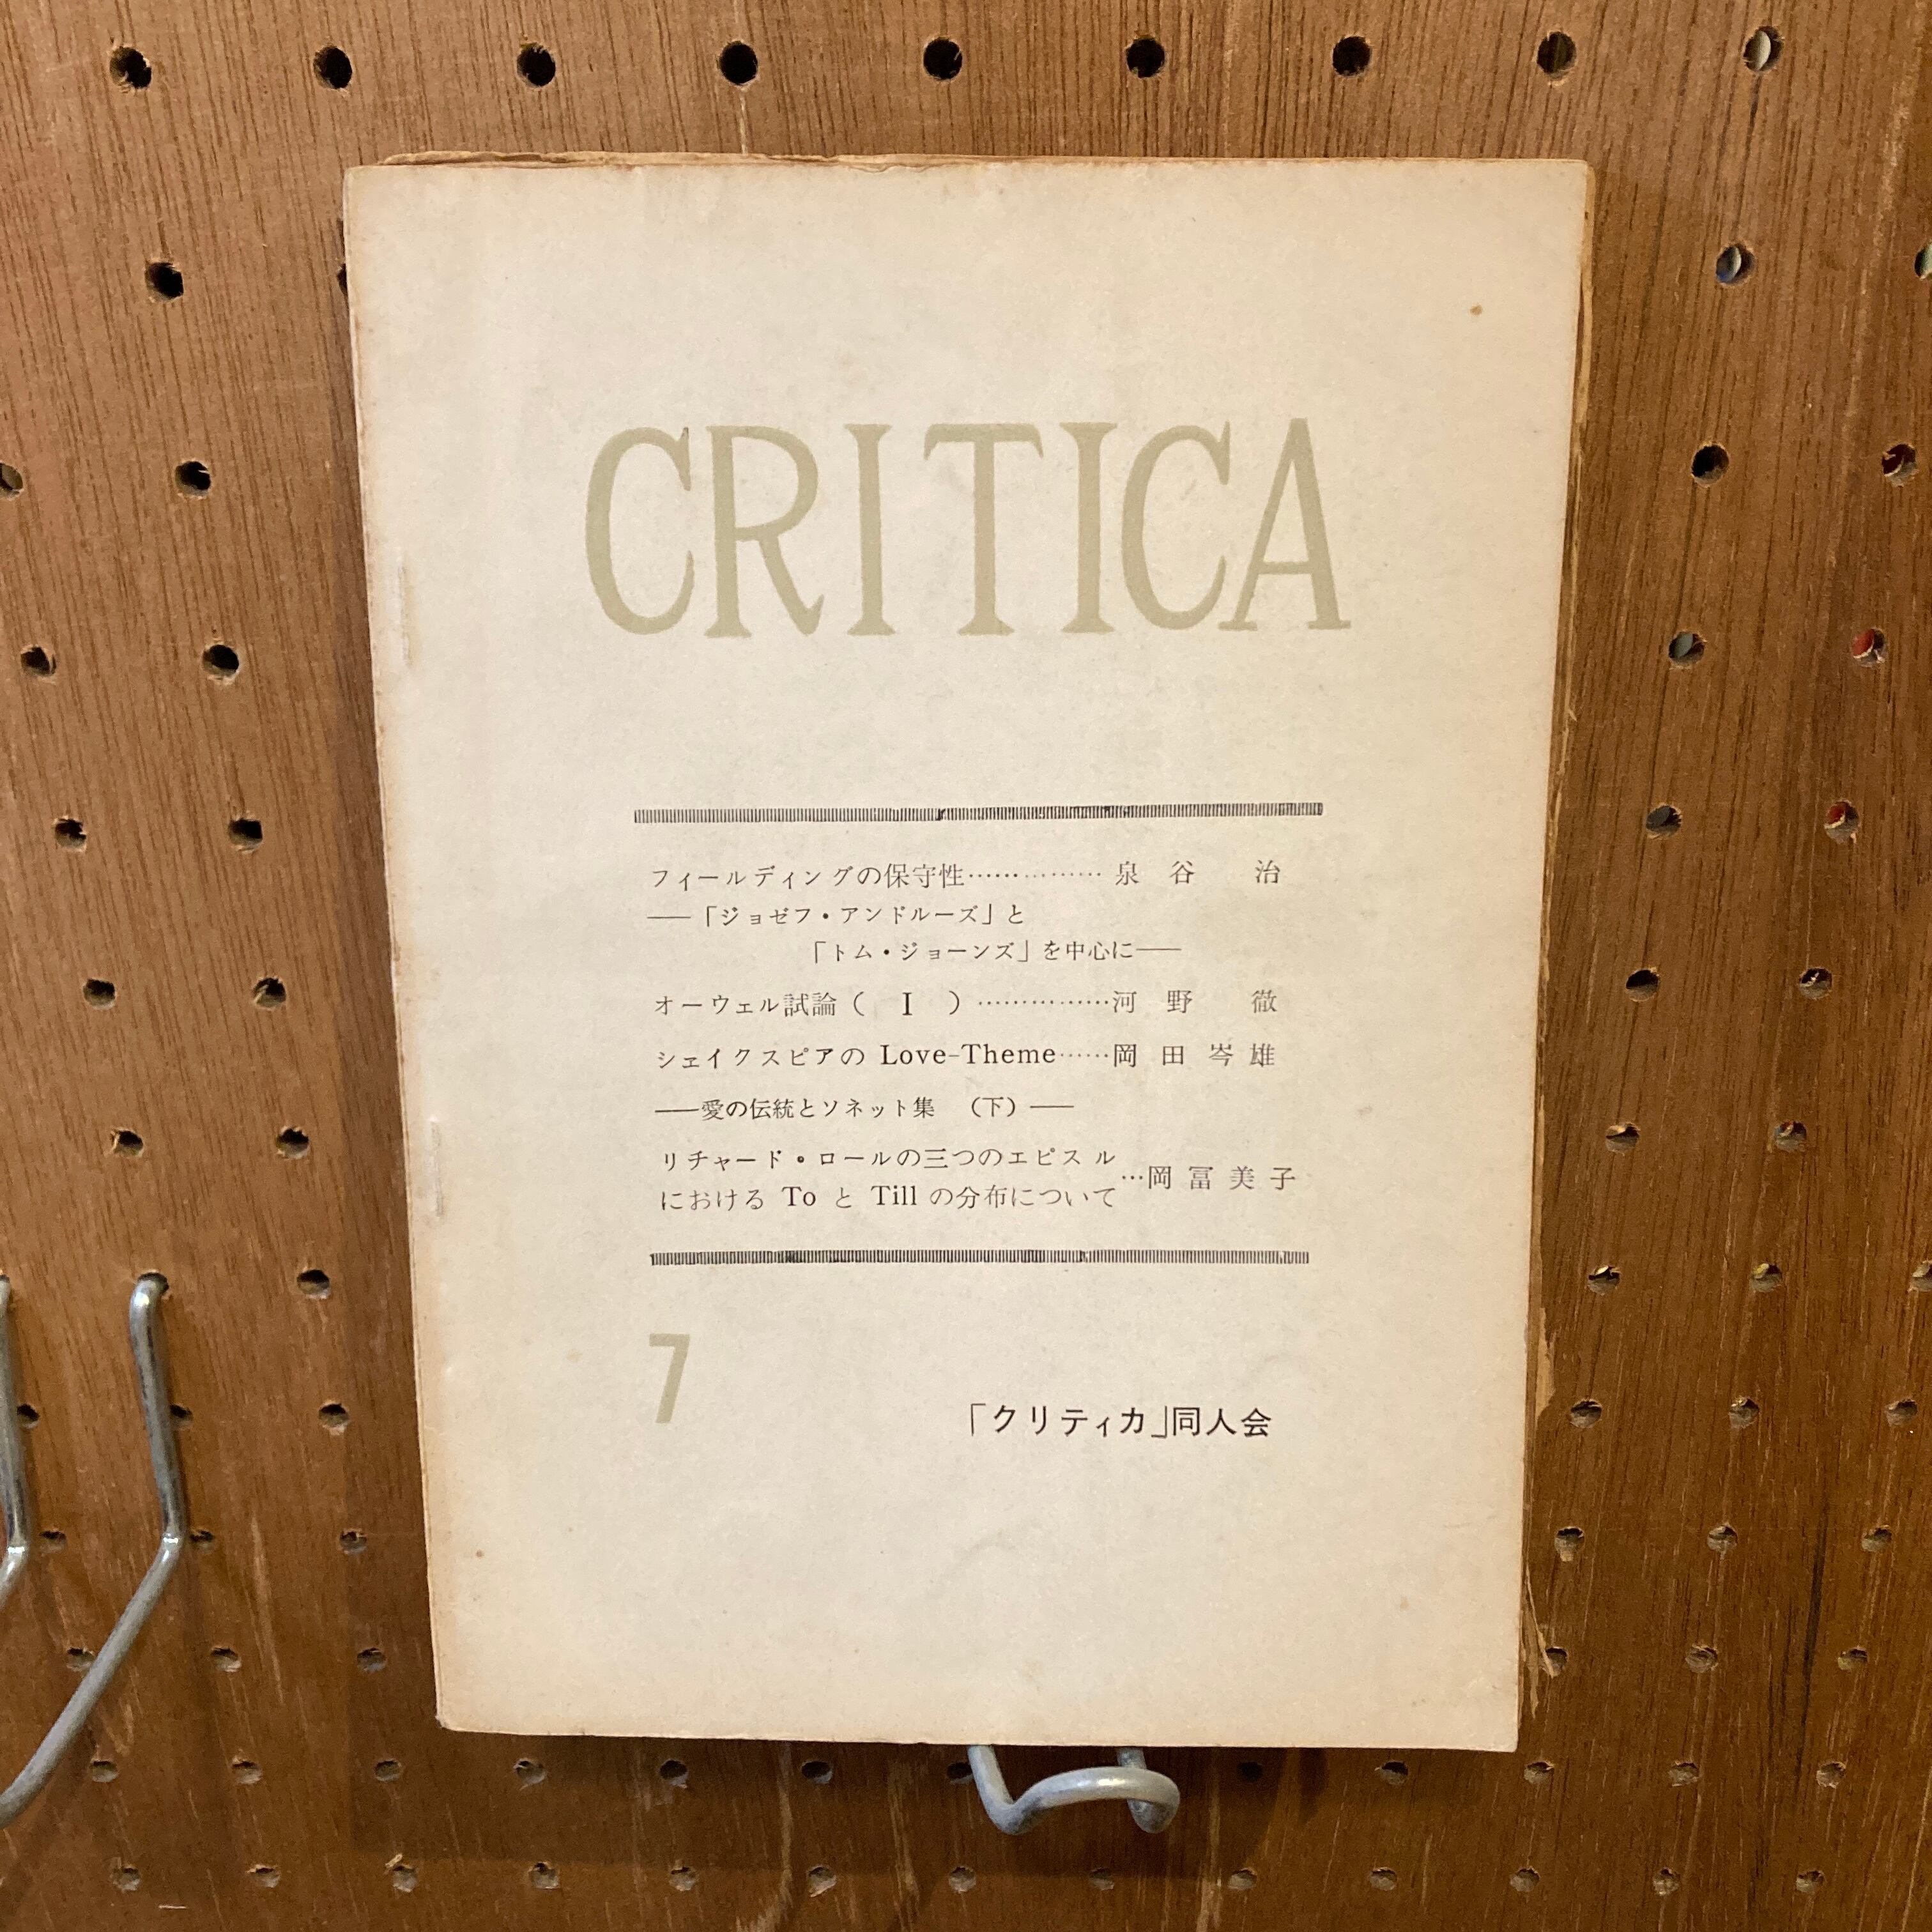 CRITICA
フィールディングの保守性……………泉谷　治
──「ジョゼフ・アンドルーズ」と
「トム・ジョーンズ」を中心に──
オーウェル試論（　I　）……………河野　徹
シェイクスピアの Love-Theme……岡田岑雄
──愛の伝統とソネット集　（下）──
リチャード・ロールの三つのエピスル
における To と Till の分布について…岡冨美子
7
「クリティカ」同人会